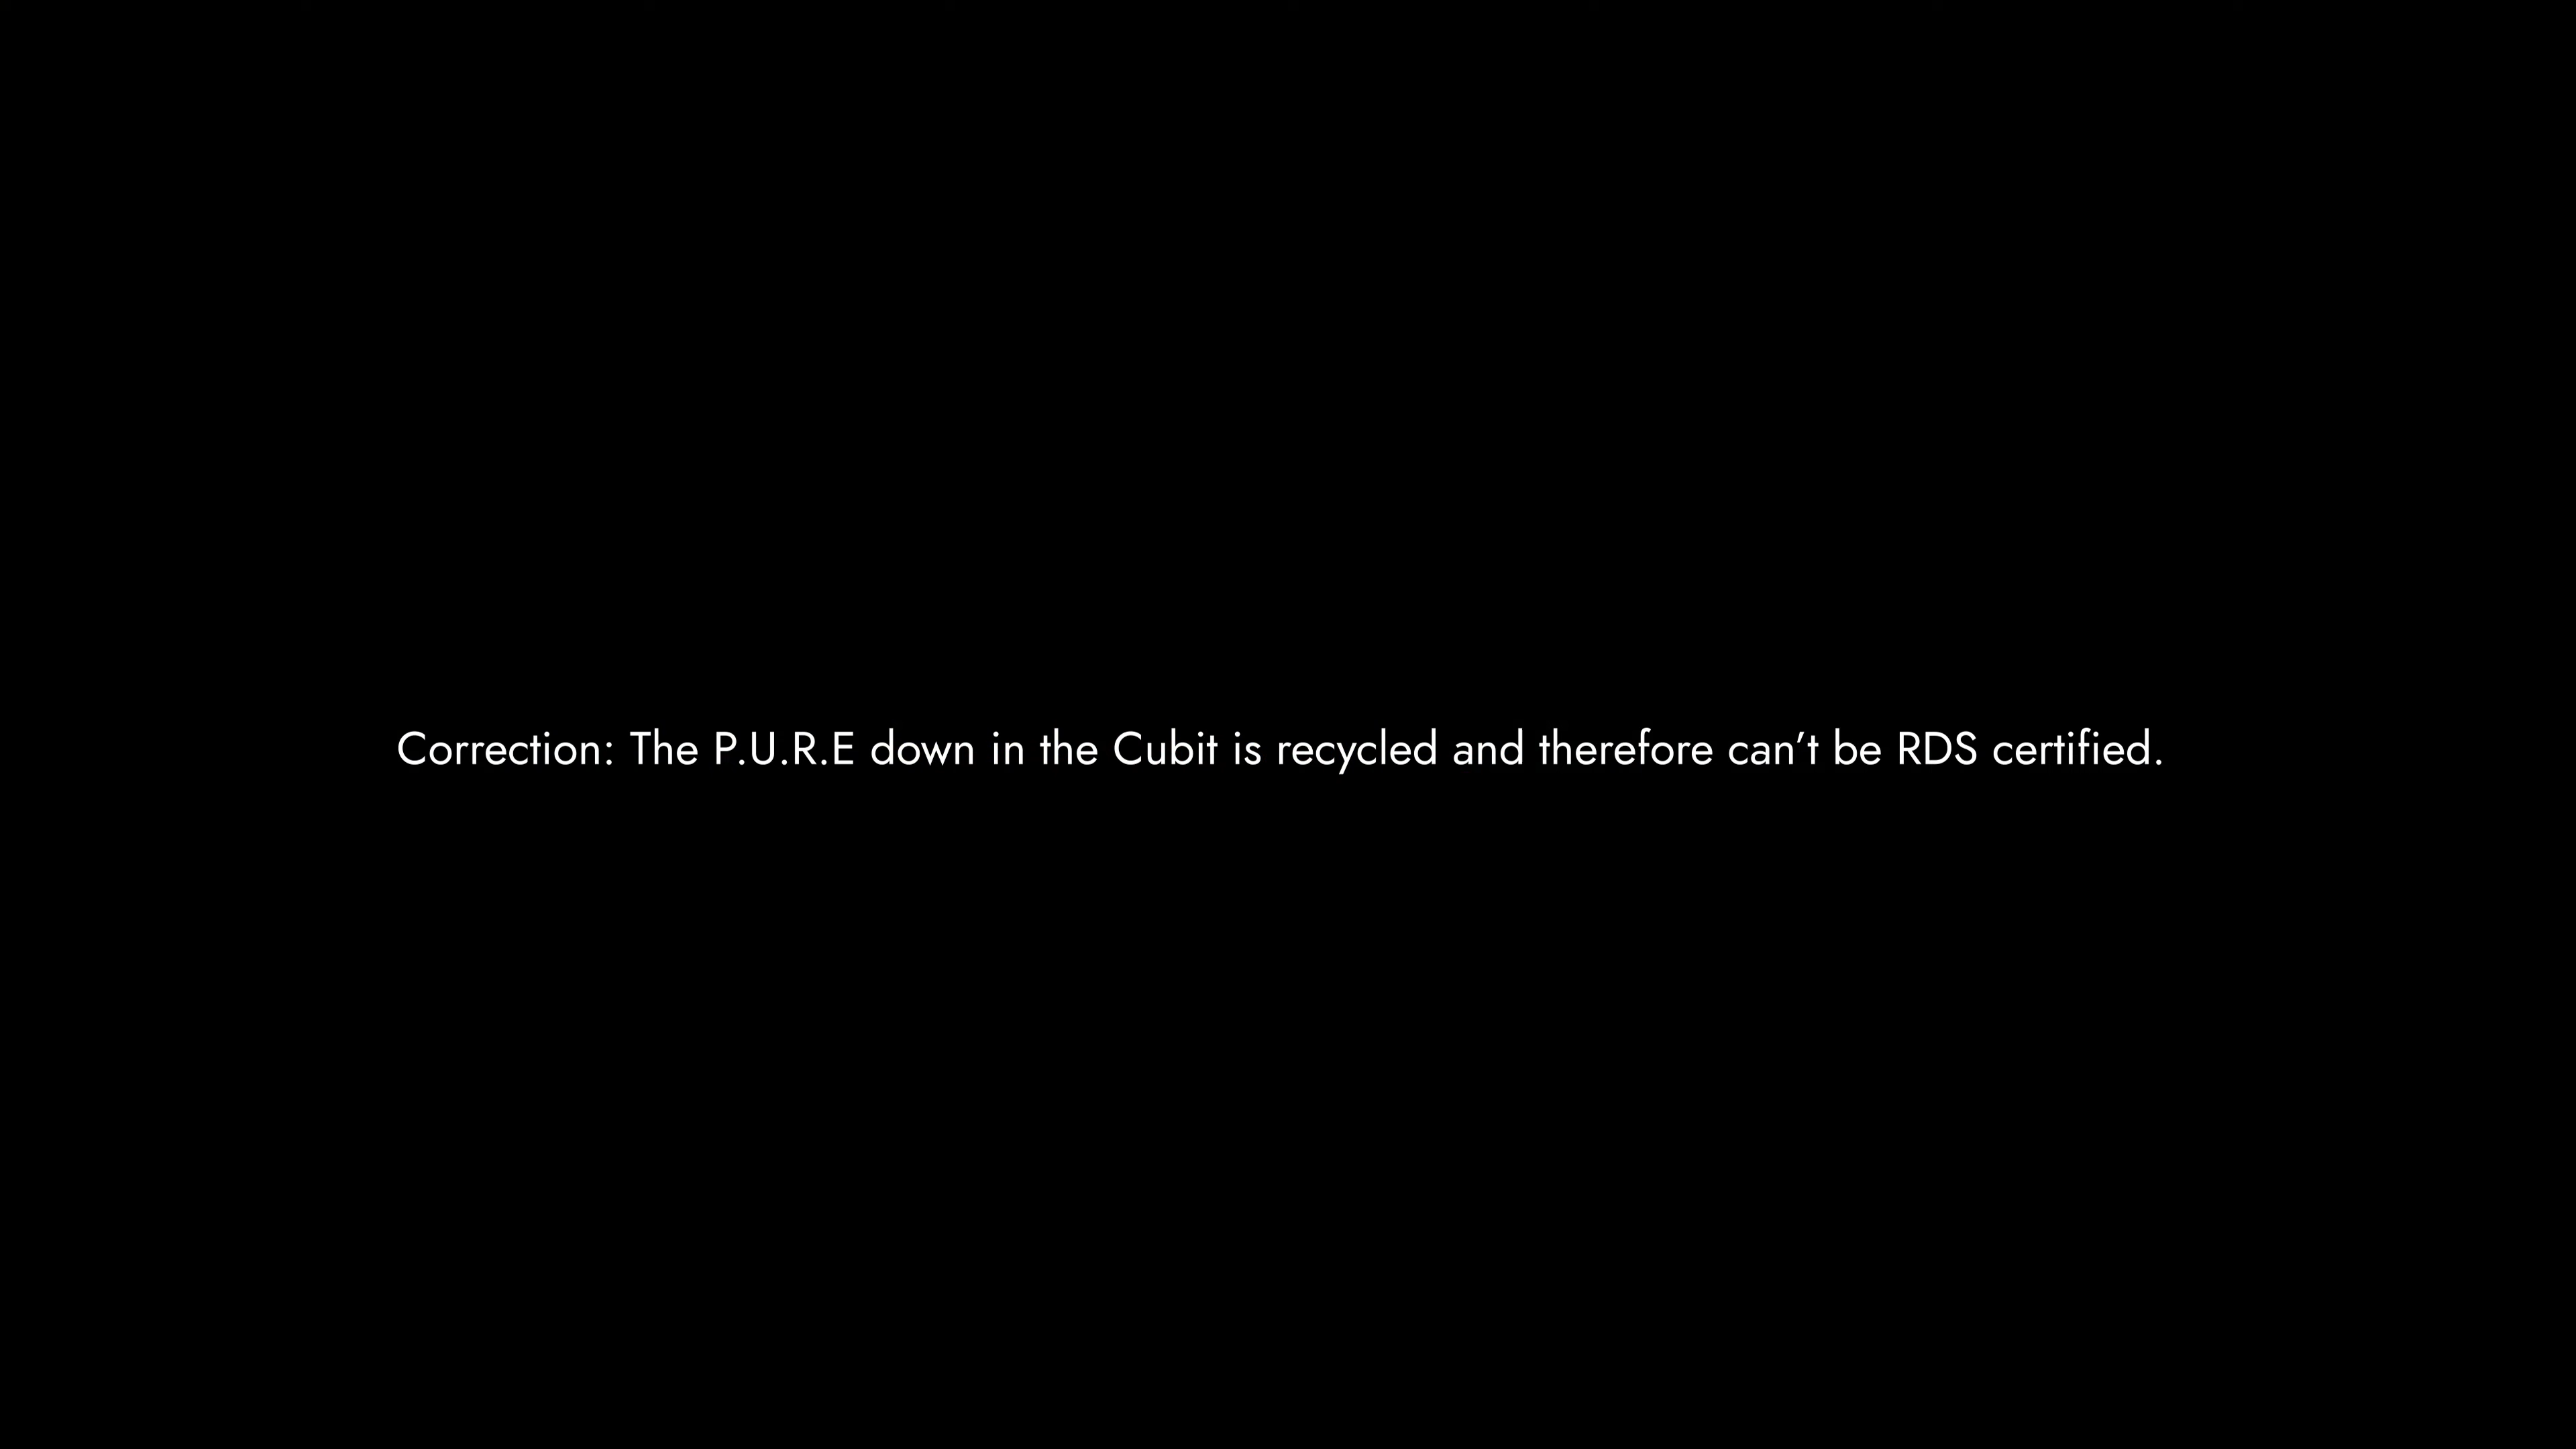 Correction: The P.U.R.E down in the Cubit is recycled and therefore can’t be RDS certified.